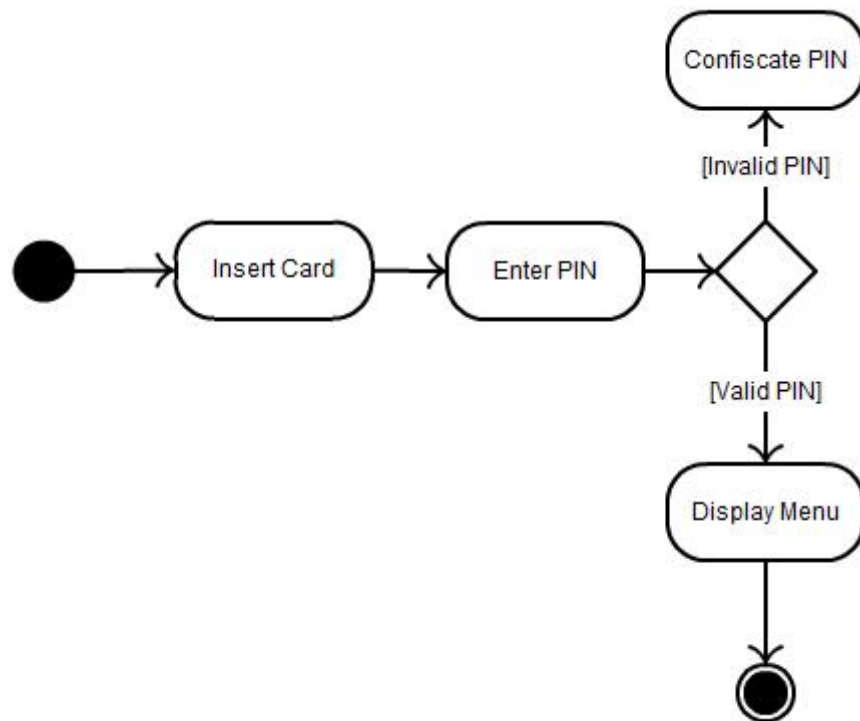 Confiscate PIN
[Invalid PIN]
Insert Card
Enter PIN
[Valid PIN]
Display Menu